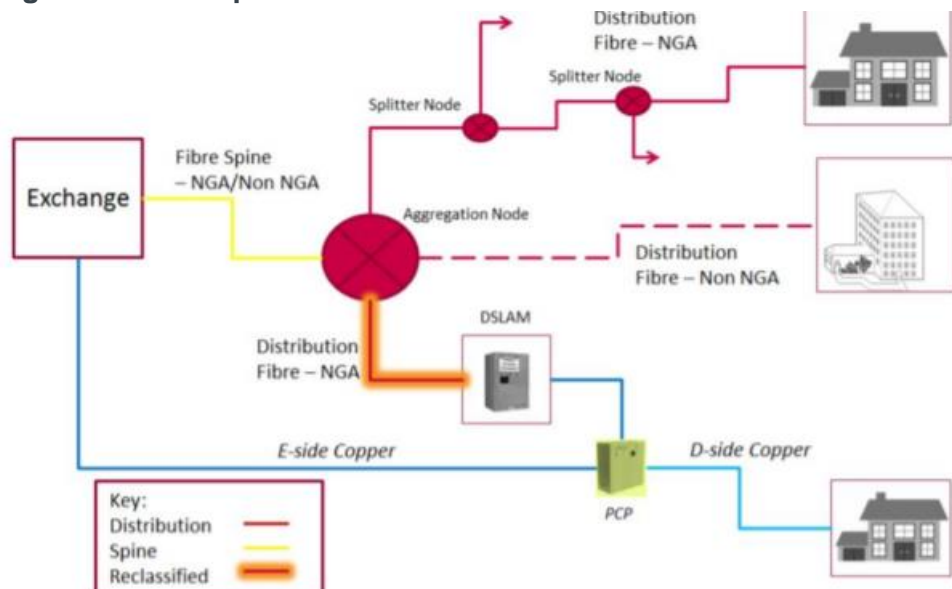 Distribution
Fibre – NGA
Splitter Node
Splitter Node
Exchange
Fibre Spine
– NGA/Non NGA
Aggregation Node
Distribution
Fibre – Non NGA
DSLAM
Distribution
Fibre – NGA
E-side Copper
D-side Copper
PCP
Key:
Distribution
Spine
Reclassified